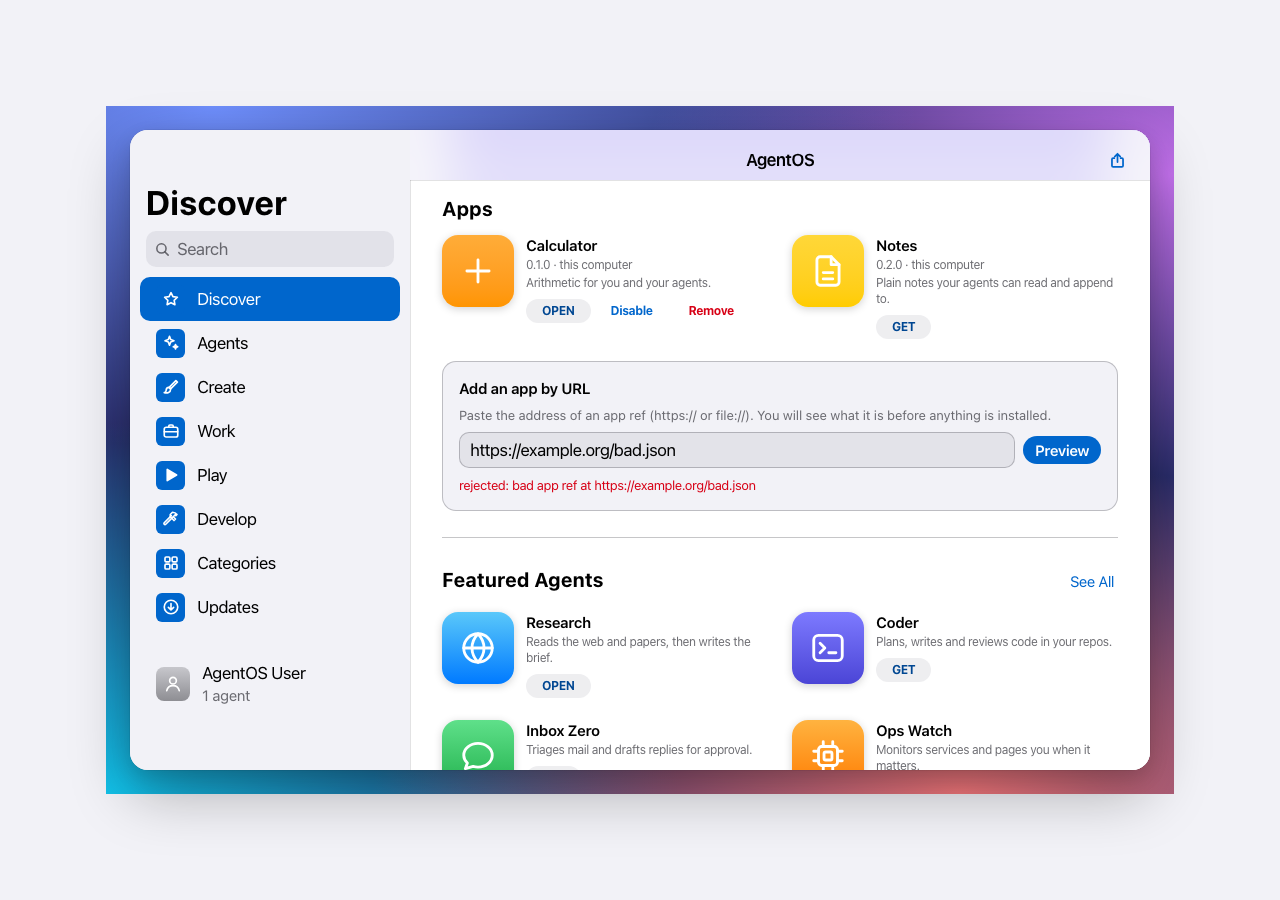 AgentOS
Discover
Search
Discover
Agents
Create
Work
Play
Develop
Categories
Updates
AgentOS User
1 agent
Apps
Calculator
0.1.0 · this computer
Arithmetic for you and your agents.
OPEN Disable Remove
Notes
0.2.0 · this computer
Plain notes your agents can read and append
to.
GET
Add an app by URL
Paste the address of an app ref (https:// or file://). You will see what it is before anything is installed.
https://example.org/bad.json Preview
rejected: bad app ref at https://example.org/bad.json
Featured Agents See All
Research
Reads the web and papers, then writes the
brief.
OPEN
Coder
Plans, writes and reviews code in your repos.
GET
Inbox Zero
Triages mail and drafts replies for approval.
Ops Watch
Monitors services and pages you when it
matters.